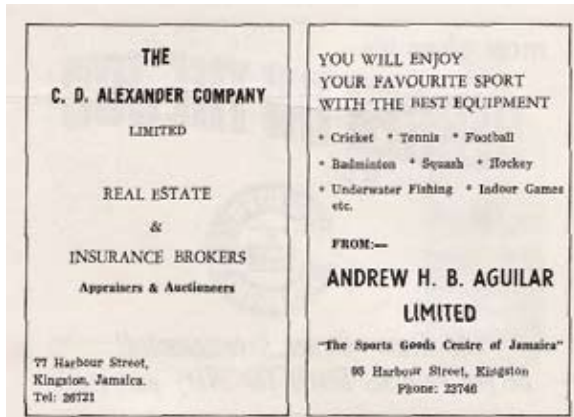 THE
C. D. ALEXANDER COMPANY
LIMITED
REAL ESTATE
&
INSURANCE BROKERS
Appraisers & Auctioneers
77 Harbour Street,
Kingston, Jamaica.
Tel: 26721
YOU WILL ENJOY
YOUR FAVOURITE SPORT
WITH THE BEST EQUIPMENT
* Cricket * Tennis * Football
* Badminton * Squash * Hockey
* Underwater Fishing * Indoor Games
etc.
FROM:—
ANDREW H. B. AGUILAR
LIMITED
"The Sports Goods Centre of Jamaica"
Harbour Street, Kingston
Phone: 23746